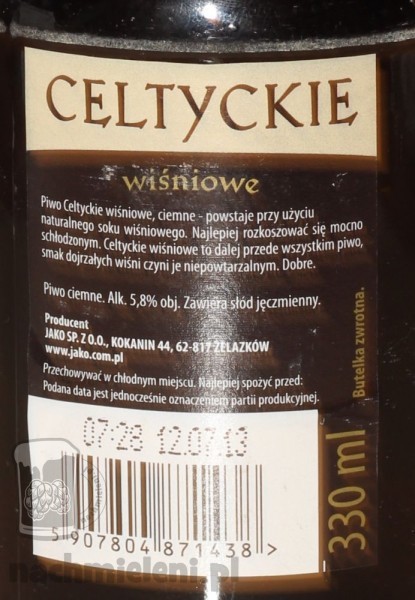 CELTYCKIE
wiśniowe
Piwo Celtyckie wiśniowe, ciemne - powstaje przy użyciu
naturalnego soku wiśniowego. Najlepiej rozkoszować się mocno
schłodzonym. Celtyckie wiśniowe to dalej przede wszystkim piwo,
smak dojrzałych wiśni czyni je niepowtarzalnym. Dobre.
Piwo ciemne. Alk. 5,8% obj. Zawiera słód jęczmienny.
Producent
JAKO SP. Z O.O., KOKANIN 44, 62-817 ŻELAZKÓW
www.jako.com.pl
Przechowywać w chłodnym miejscu. Najlepiej spożyć przed:
Podana data jest jednocześnie oznaczeniem partii produkcyjnej.
07:28 12.07.13
5 907804 871438 >
330 ml
Butelka zwrotna.
nachmieleni.pl